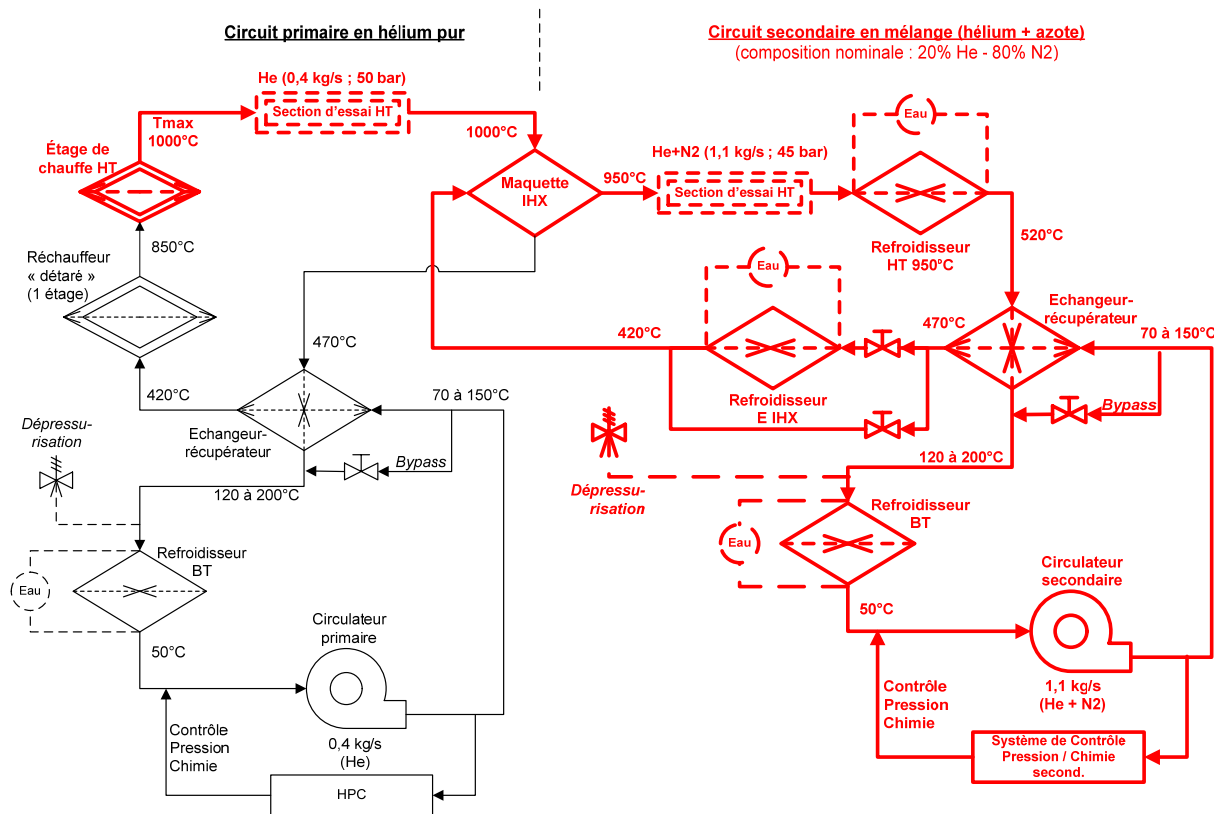 Circuit primaire en hélium pur
He (0,4 kg/s ; 50 bar)
Section d'essai HT
Tmax
1000°C
1000°C
Étage de
chauffe HT
850°C
Réchauffeur
« détaré »
(1 étage)
420°C
470°C
70 à 150°C
Echangeur-
récupérateur
Bypass
Dépressu-
risation
120 à 200°C
Refroidisseur
BT
Eau
50°C
Circulateur
primaire
0,4 kg/s
(He)
Contrôle
Pression
Chimie
HPC
Circuit secondaire en mélange (hélium + azote)
(composition nominale : 20% He - 80% N2)
Maquette
IHX
950°C
He+N2 (1,1 kg/s ; 45 bar)
Section d'essai HT
Eau
Refroidisseur
HT 950°C
520°C
Eau
420°C
470°C
Echangeur-
récupérateur
70 à 150°C
Refroidisseur
E IHX
Bypass
120 à 200°C
Dépressu-
risation
Refroidisseur
BT
Eau
50°C
Circulateur
secondaire
1,1 kg/s
(He + N2)
Contrôle
Pression
Chimie
Système de Contrôle
Pression / Chimie
second.